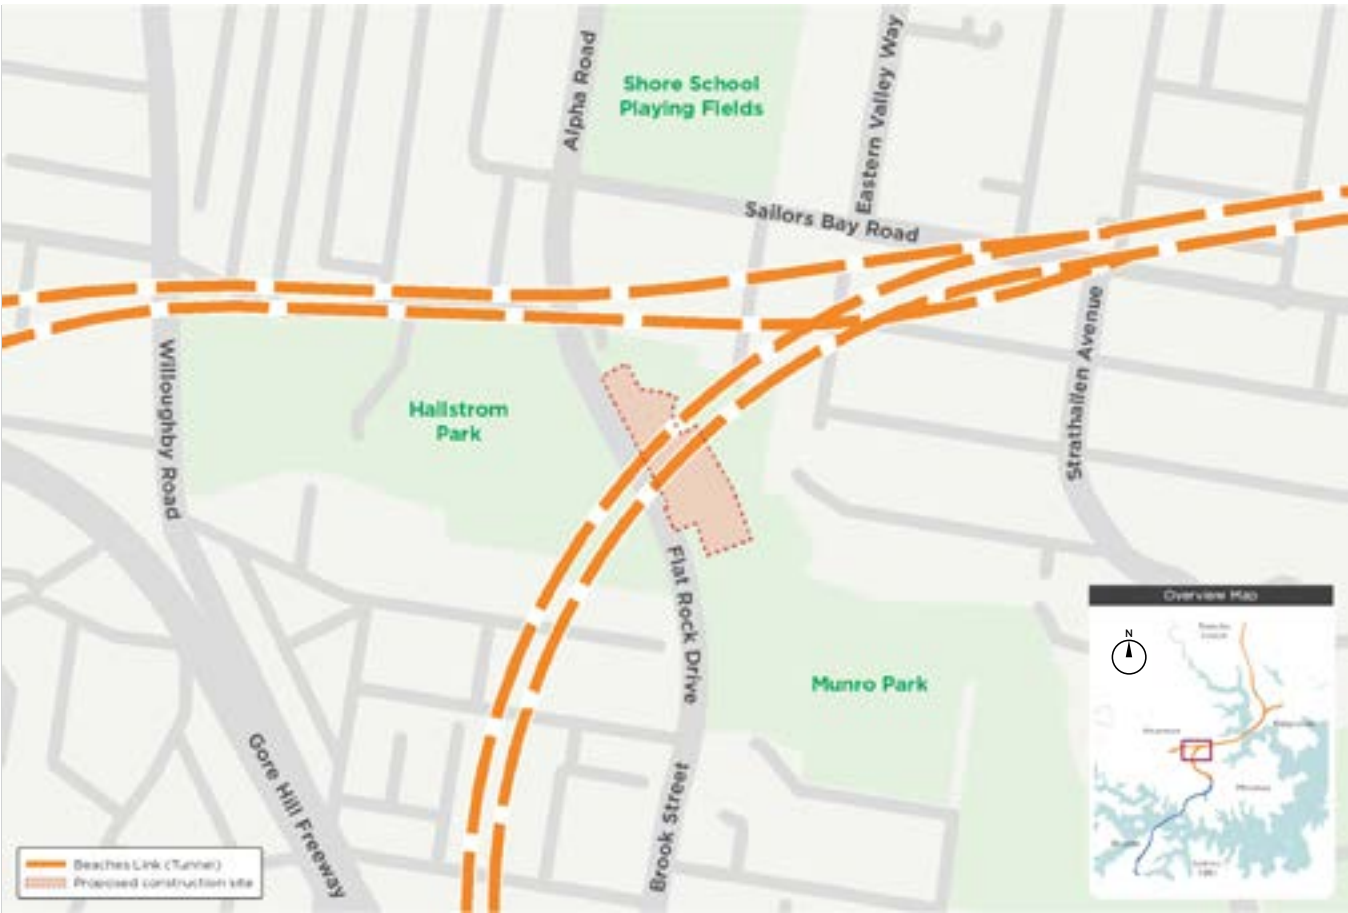 Shore School
Playing Fields
Alpha Road
Eastern Valley Way
Sailors Bay Road
Willoughby Road
Hallstrom
Park
Strathallen Avenue
Flat Rock Drive
Munro Park
Gore Hill Freeway
Brook Street
Beaches Link (Tunnel)
Proposed construction site
Overview Map
N